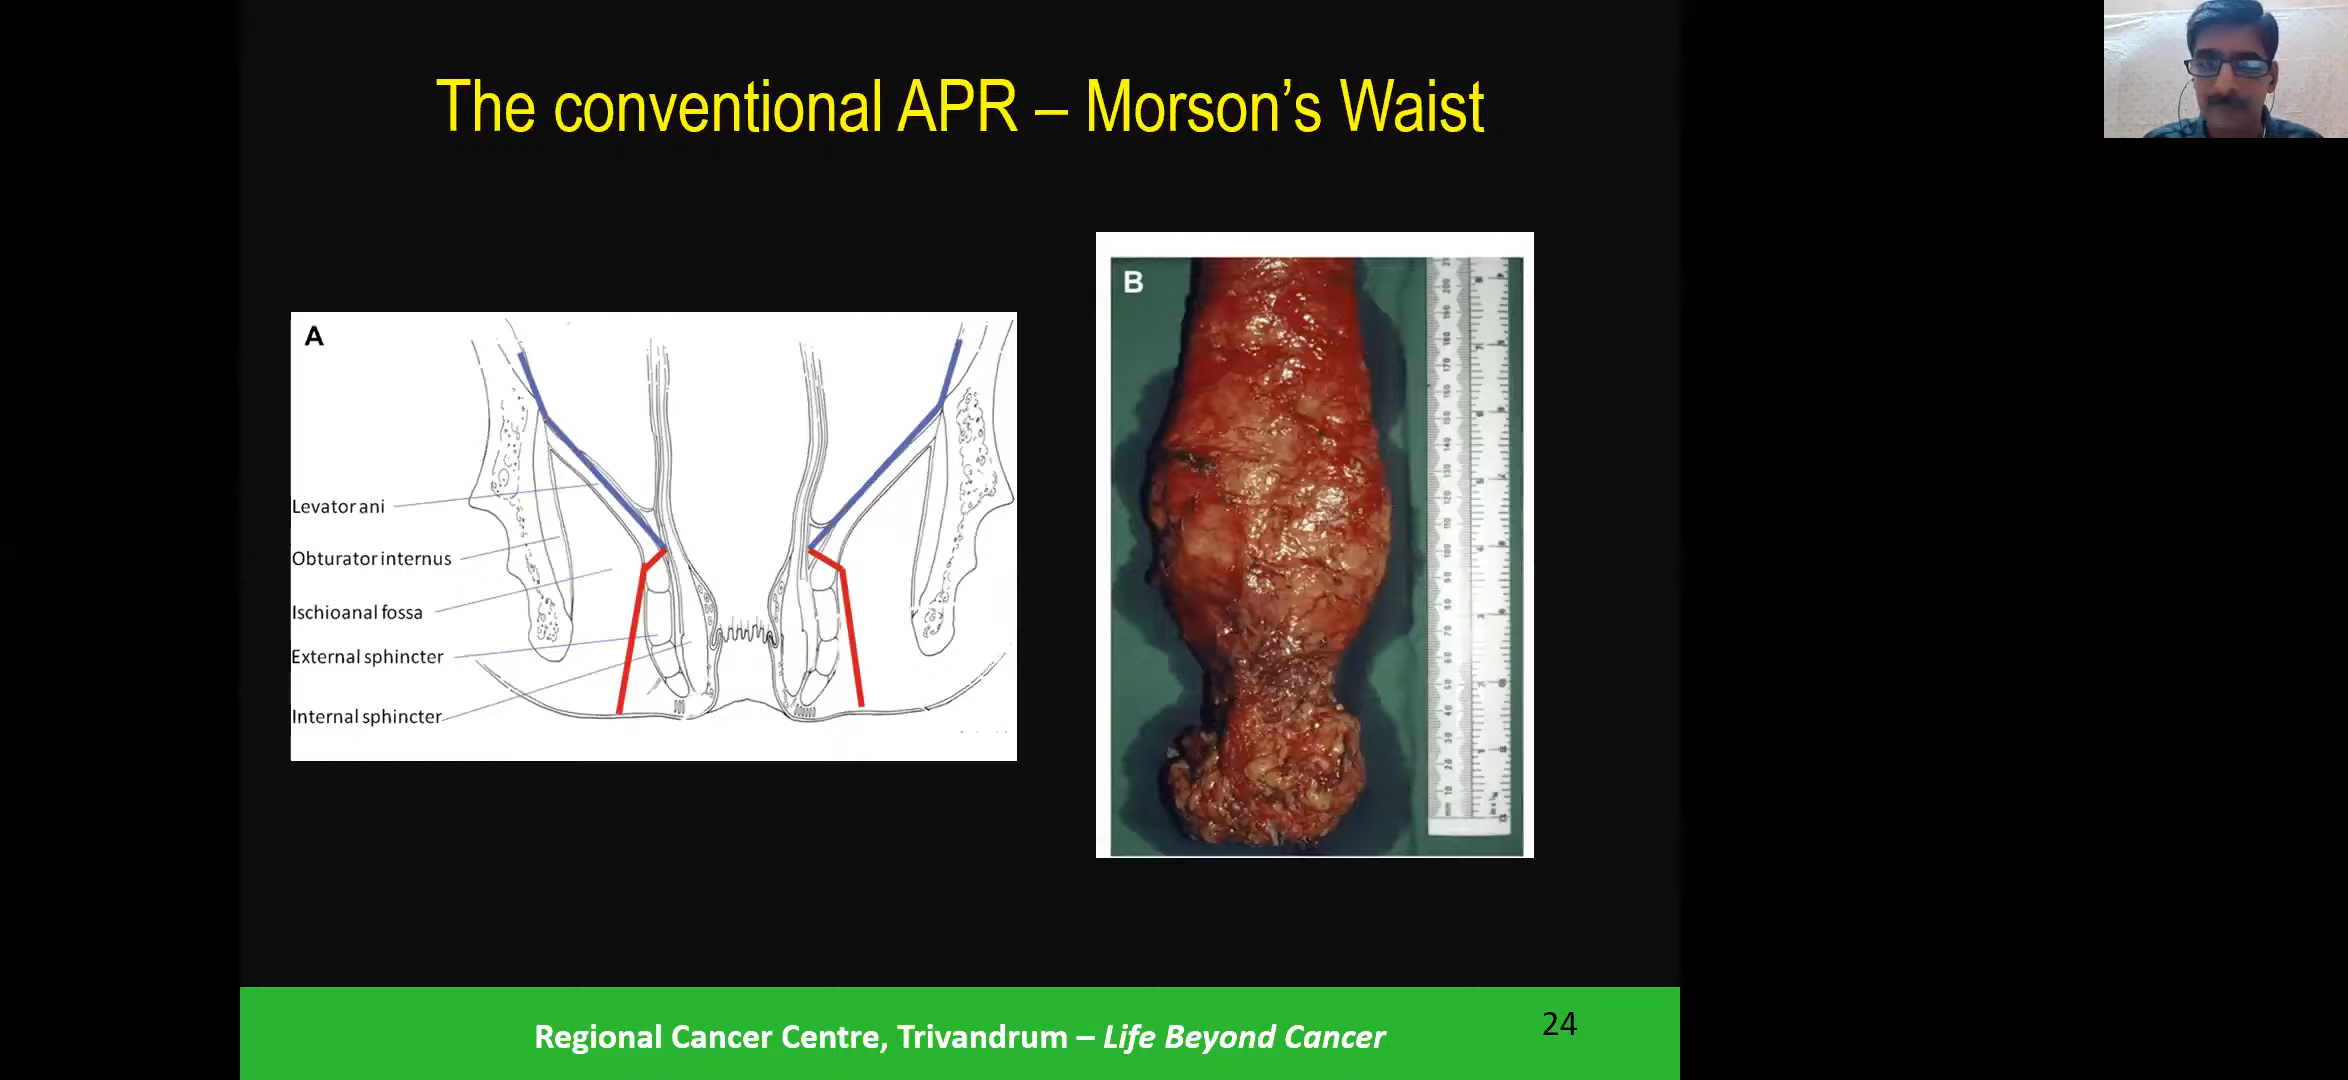 The conventional APR – Morson’s Waist
A
Levator ani
Obturator internus
Ischioanal fossa
External sphincter
Internal sphincter
B
Regional Cancer Centre, Trivandrum – Life Beyond Cancer
24